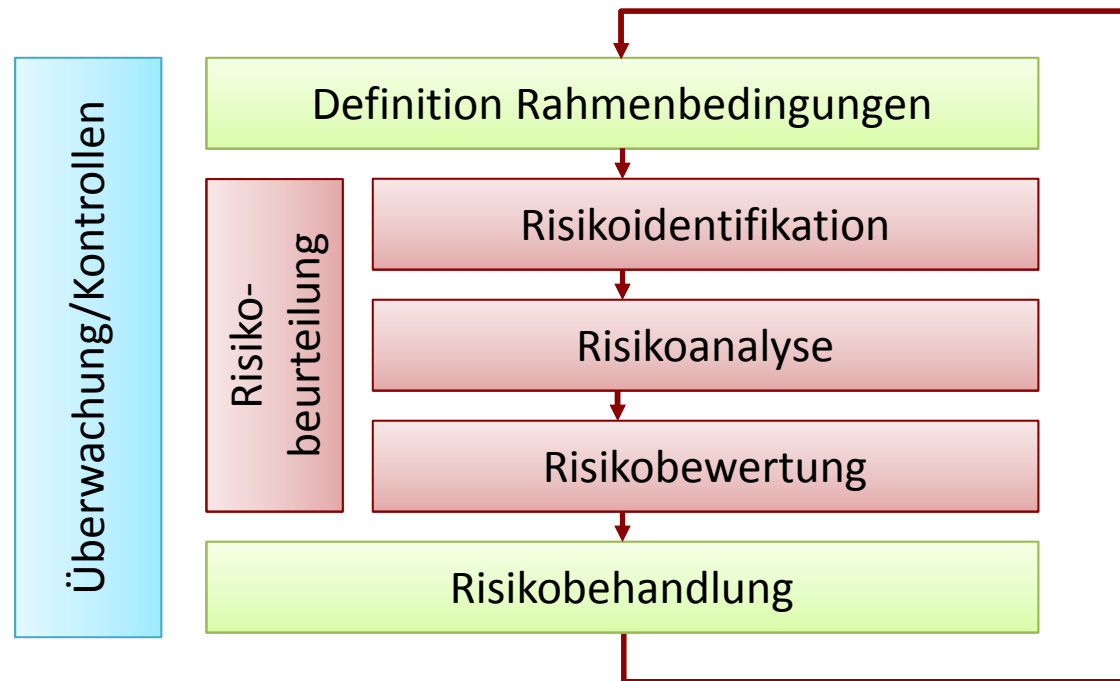 Überwachung/Kontrollen
Definition Rahmenbedingungen
Risiko-
beurteilung
Risikoidentifikation
Risikoanalyse
Risikobewertung
Risikobehandlung